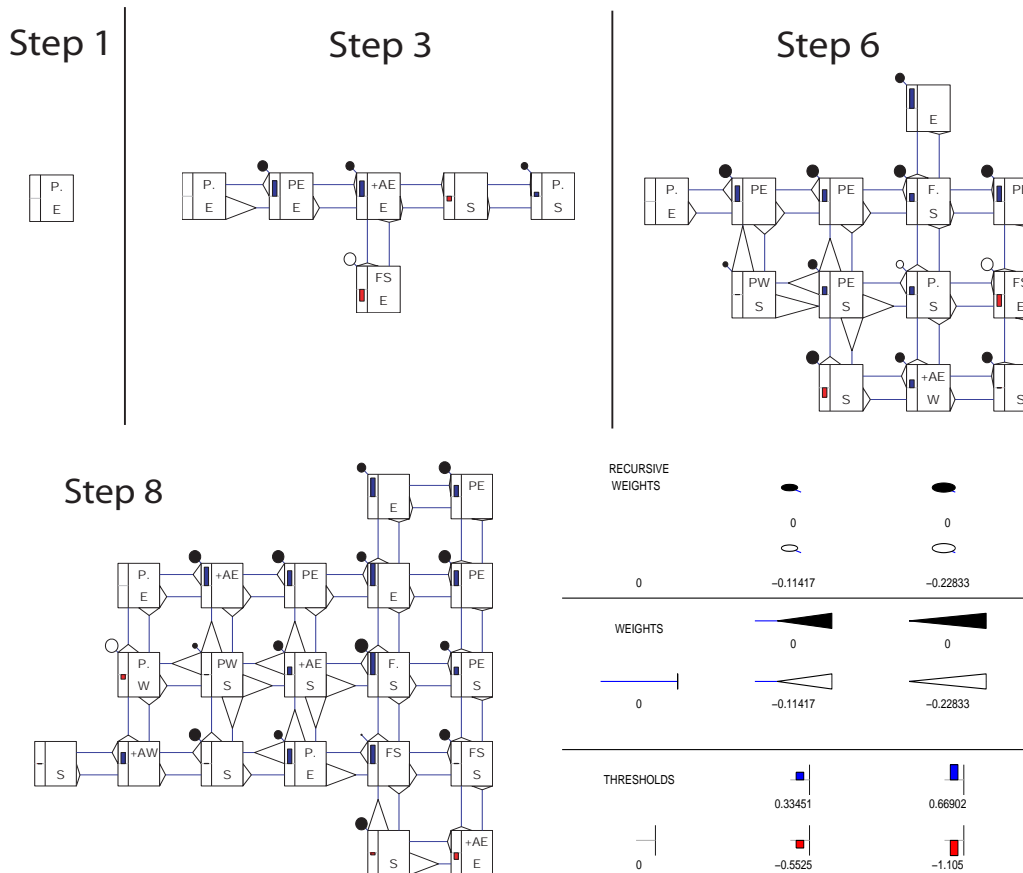 Step 1
Step 3
Step 6
P.
E
P.
E
PE
E
+AE
E
S
P.
S
FS
E
E
P.
E
PE
PE
F.
S
PE
PW
S
PE
S
P.
S
FS
E
S
+AE
W
S
Step 8
E
PE
P.
E
+AE
PE
E
PE
P.
W
PW
S
+AE
S
F.
S
PE
S
S
+AW
S
P.
E
FS
FS
S
S
+AE
E
RECURSIVE
WEIGHTS
0 0
0 -0.11417 -0.22833
WEIGHTS
0 0
0 -0.11417 -0.22833
THRESHOLDS
0.33451 0.66902
0 -0.5525 -1.105